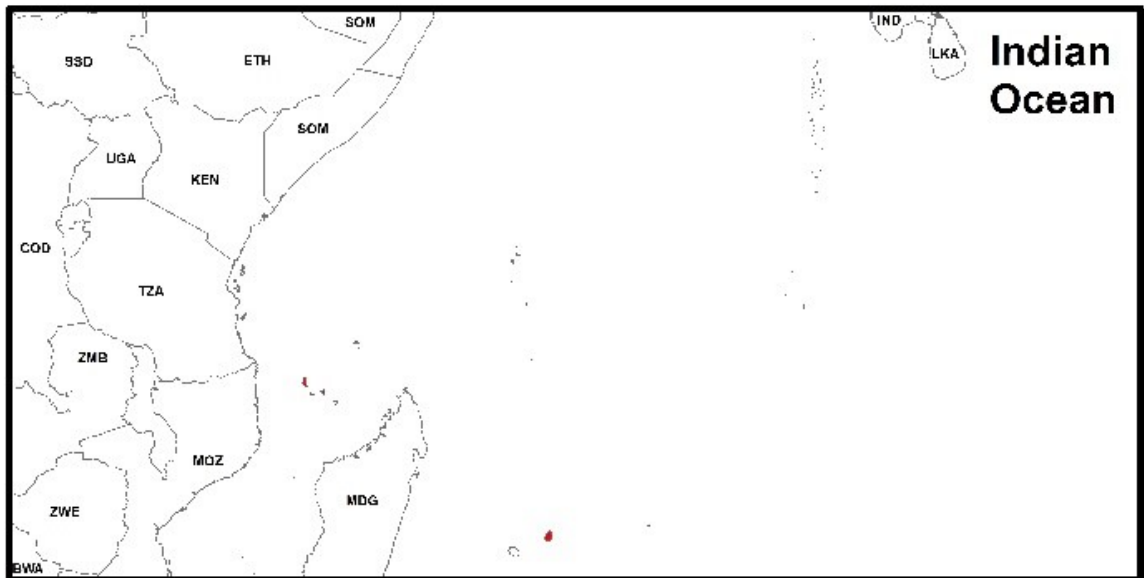 SOM
IND
SSD
ETH
LKA
Indian
Ocean
SOM
UGA
KEN
COD
TZA
ZMB
MOZ
MDG
ZWE
BWA